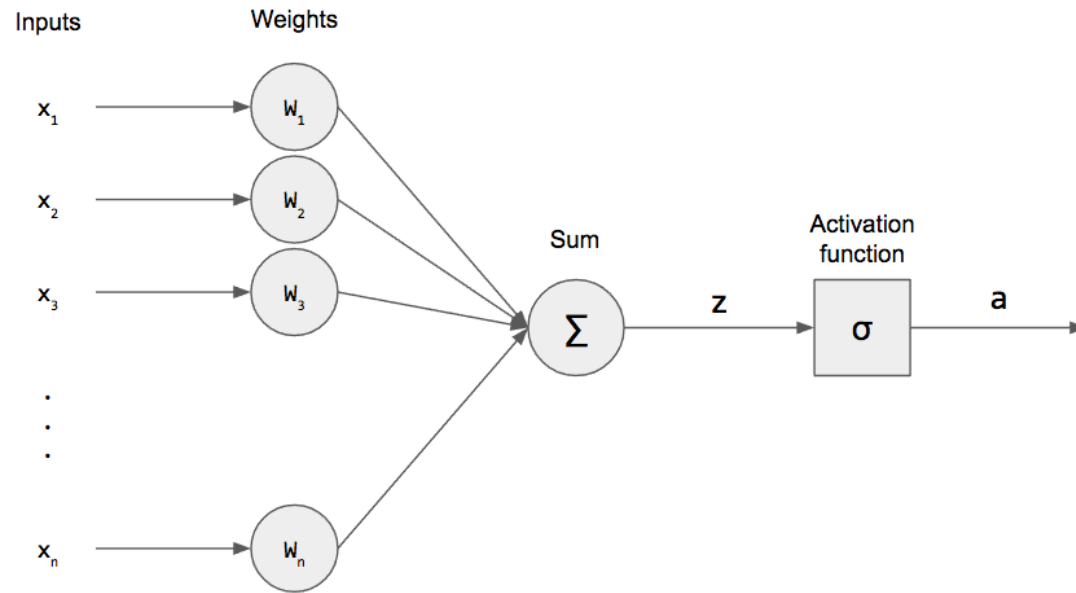 Inputs
Weights
x₁
W₁
x₂
W₂
x₃
W₃
.
.
.
xₙ
Wₙ
Sum
Σ
z
Activation
function
σ
a